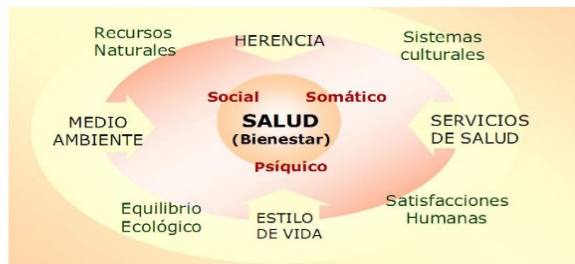 Recursos
Naturales
HERENCIA
Sistemas
culturales
Social
Somático
MEDIO
AMBIENTE
SALUD
(Bienestar)
SERVICIOS
DE SALUD
Psíquico
Equilibrio
Ecológico
ESTILO
DE VIDA
Satisfacciones
Humanas